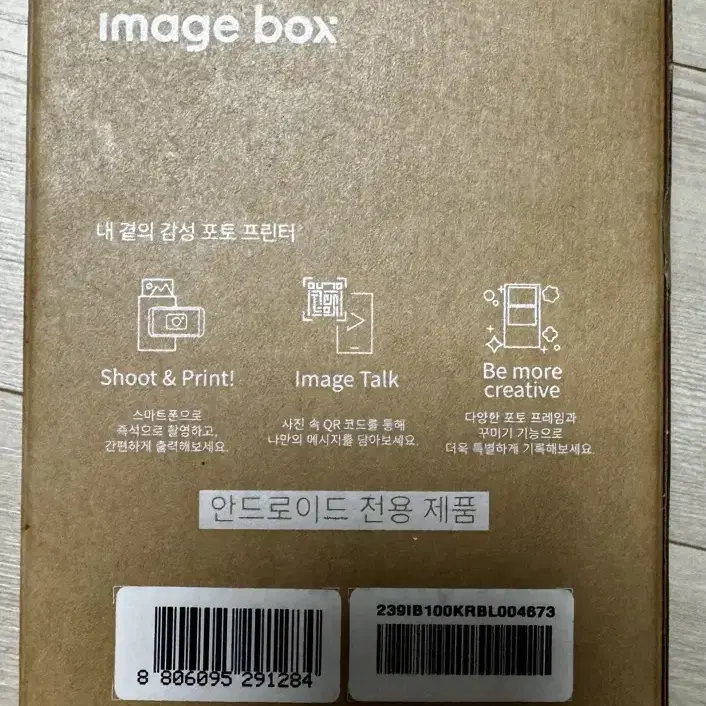 image box
내 곁의 감성 포토 프린터
Shoot & Print!
스마트폰으로
즉석으로 촬영하고,
간편하게 출력해보세요.
Image Talk
사진 속 QR 코드를 통해
나만의 메시지를 담아보세요.
Be more
creative
다양한 포토 프레임과
꾸미기 기능으로
더욱 특별하게 기록해보세요.
안드로이드 전용 제품
8 806095 291284
239IB100KRBL004673